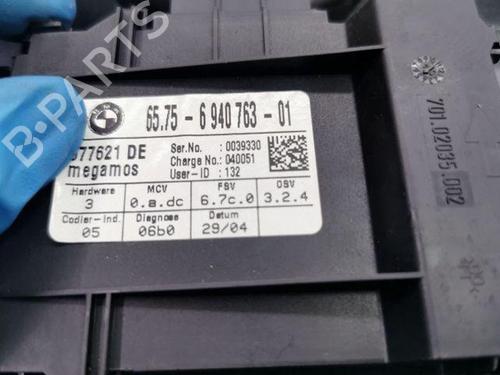 65.75 - 6 940 763 - 01
677621 DE
megamos
Ser.No. : 0039330
Charge No.: 040051
User-ID : 132
Hardware MCV FSV OSV
3 0.a.dc 6.7c.0 3.2.4
Codier-Ind. Diagnose Datum
05 06b0 29/04
701.02035.002
B-PARTS